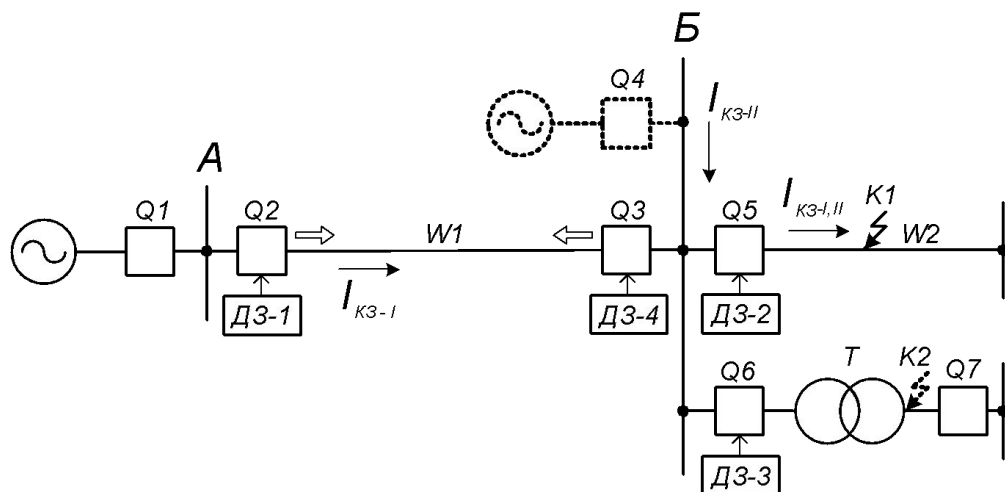 Б
Q4
I КЗ-II
А
Q1
Q2
W1
Q3
Q5
I КЗ-I,II
K1
W2
I КЗ-I
ДЗ-1
ДЗ-4
ДЗ-2
Q6
T
K2
Q7
ДЗ-3